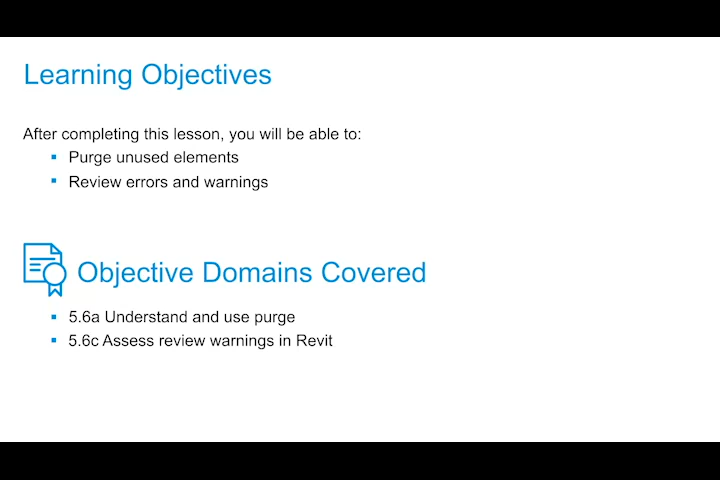 Learning Objectives
After completing this lesson, you will be able to:
Purge unused elements
Review errors and warnings
Objective Domains Covered
5.6a Understand and use purge
5.6c Assess review warnings in Revit